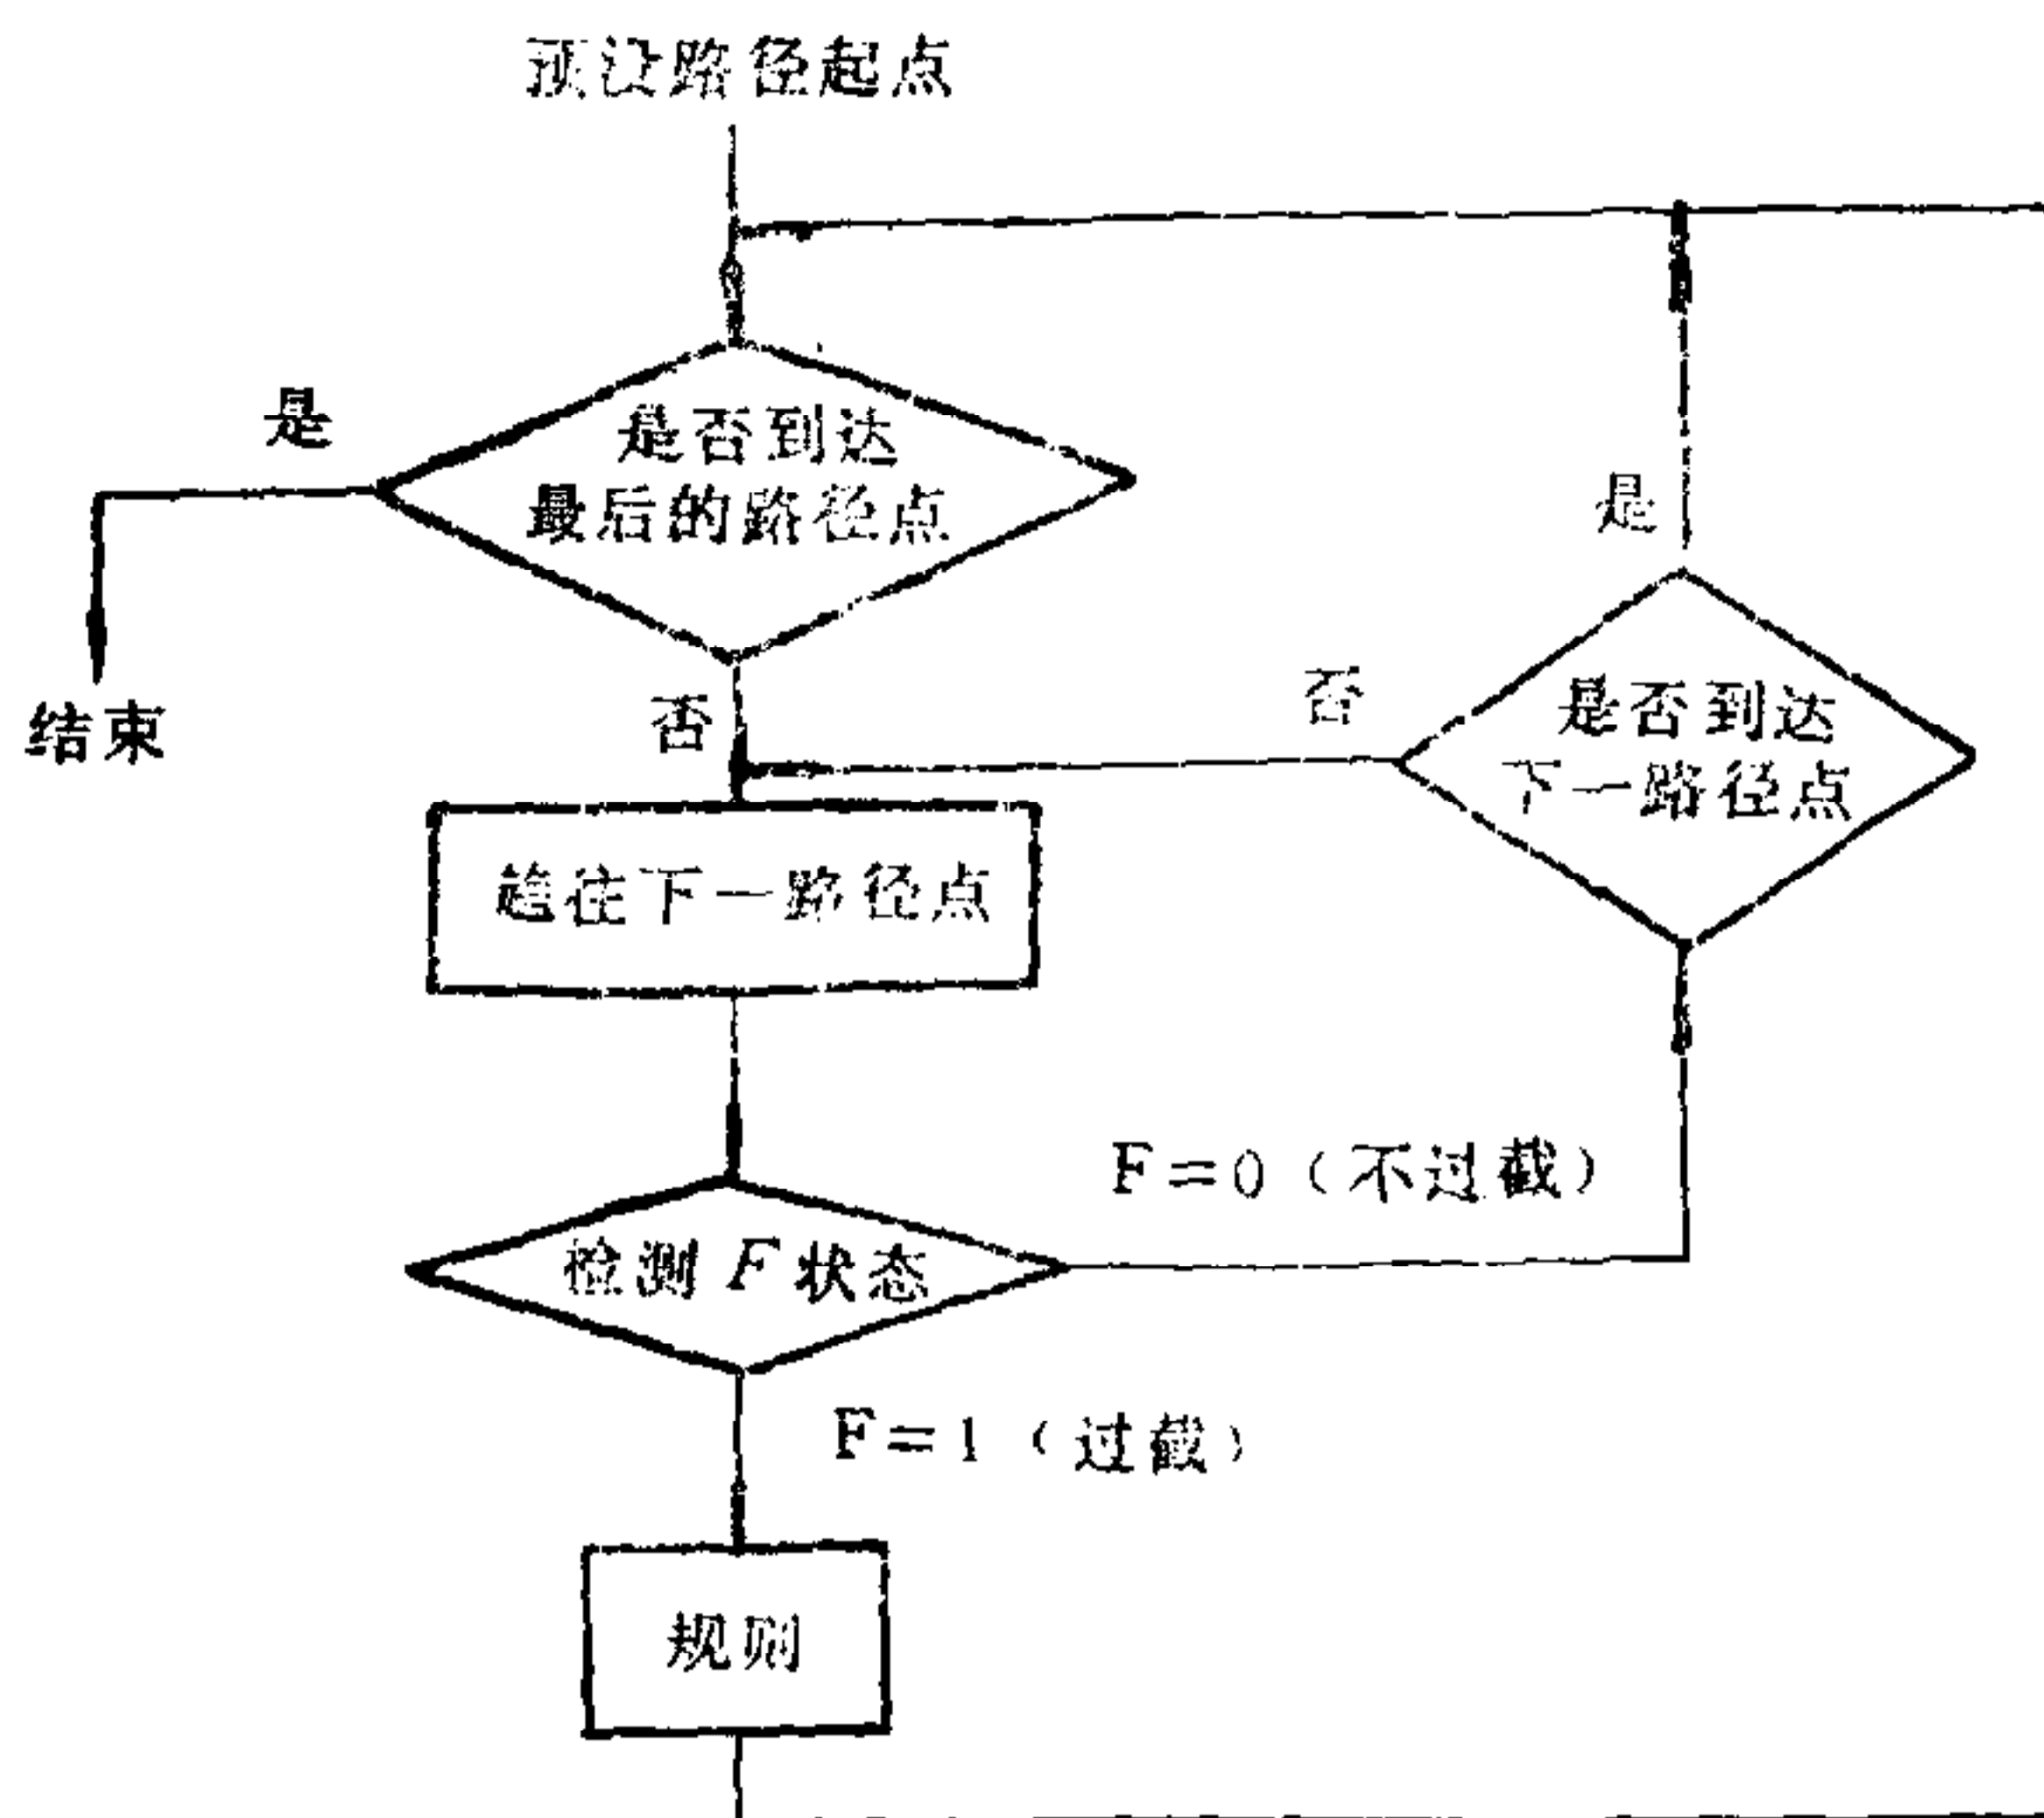 预设路径起点
是
是否到达
最后的路径点
是
否
否
是否到达
下一路径点
结束
趋往下一路径点
F=0（不过截）
检测F状态
F=1（过截）
规则